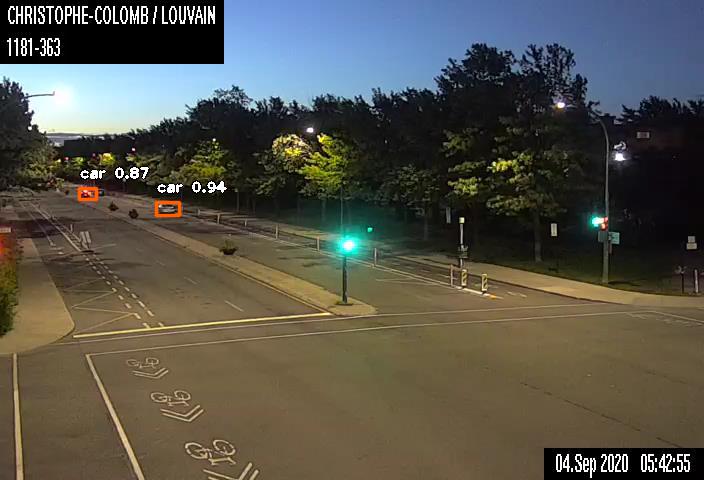 CHRISTOPHE-COLOMB / LOUVAIN
1181-363
car 0.87
car 0.94
04.Sep 2020 05:42:55